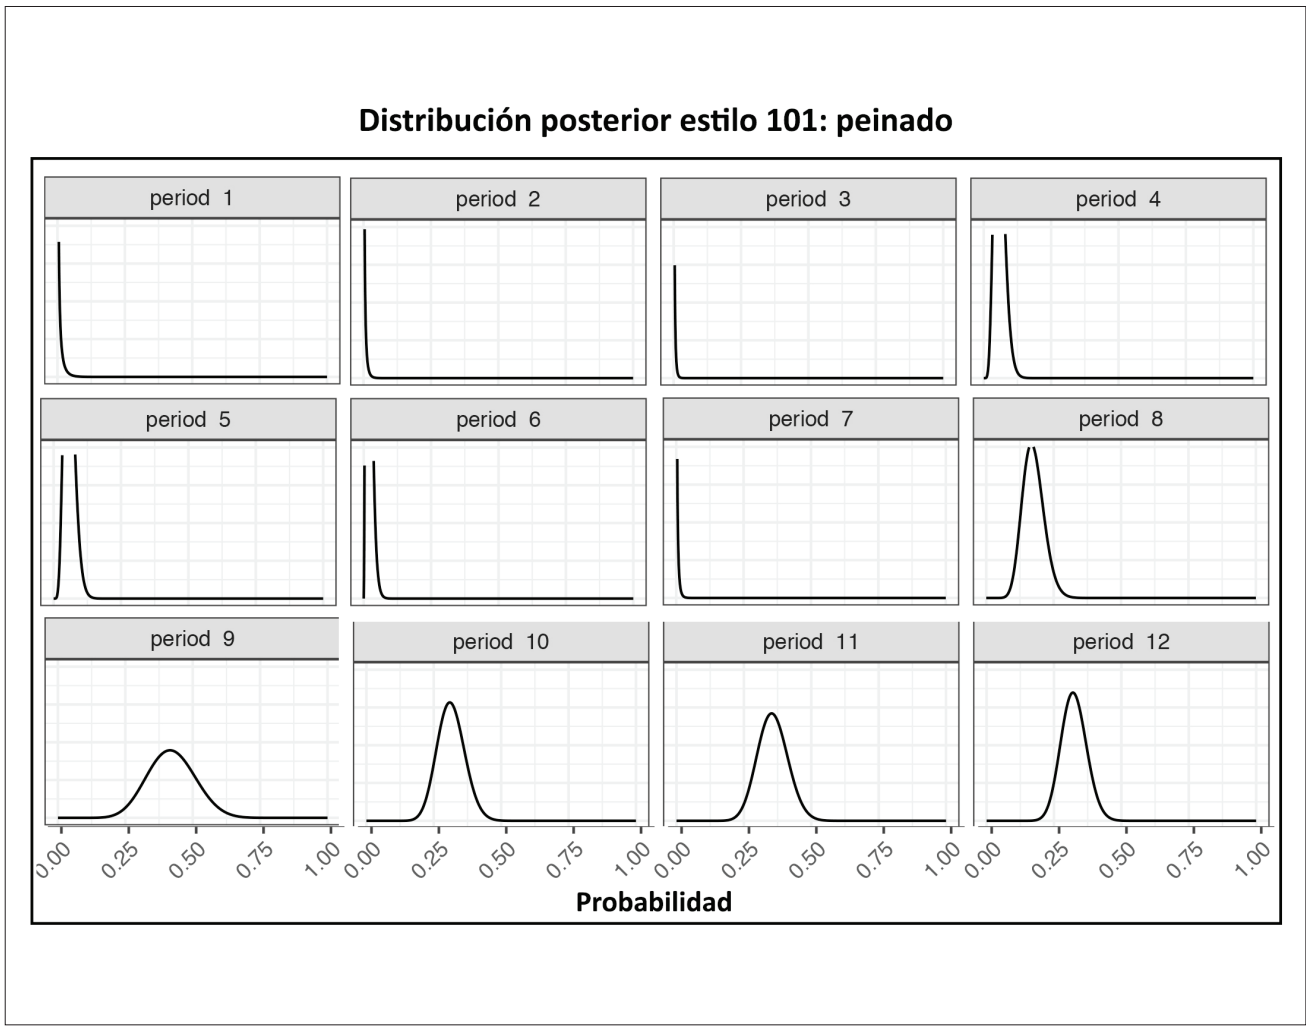 Distribución posterior estilo 101: peinado
period 1 period 2 period 3 period 4
period 5 period 6 period 7 period 8
period 9 period 10 period 11 period 12
0.00 0.25 0.50 0.75 1.00 0.00 0.25 0.50 0.75 1.00 0.00 0.25 0.50 0.75 1.00 0.00 0.25 0.50 0.75 1.00
Probabilidad